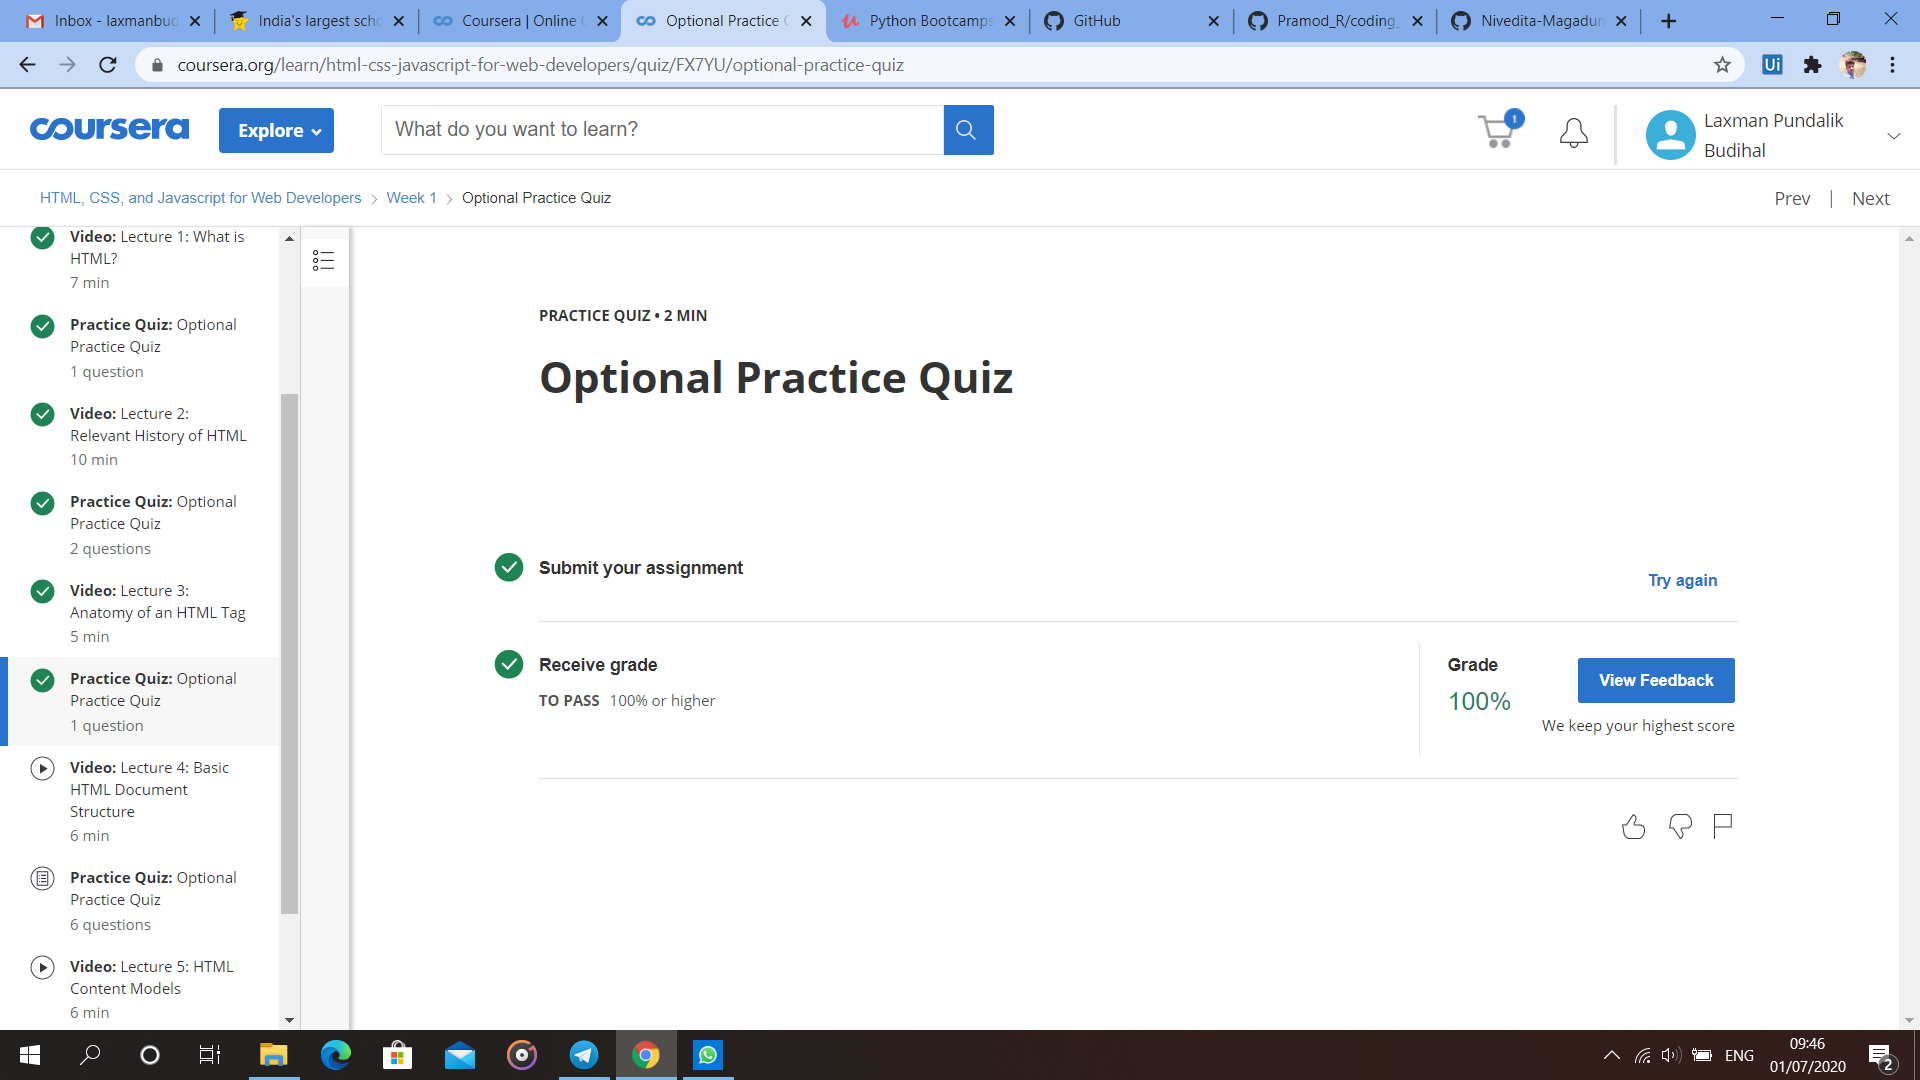 Inbox - laxmanbud
India's largest scho
Coursera | Online C
Optional Practice Q
Python Bootcamps
GitHub
Pramod_R/coding_
Nivedita-Magadum
coursera.org/learn/html-css-javascript-for-web-developers/quiz/FX7YU/optional-practice-quiz
Ui
coursera
Explore
What do you want to learn?
1
Laxman Pundalik
Budihal
HTML, CSS, and Javascript for Web Developers > Week 1 > Optional Practice Quiz
Prev | Next
Video: Lecture 1: What is
HTML?
7 min
Practice Quiz: Optional
Practice Quiz
1 question
Video: Lecture 2:
Relevant History of HTML
10 min
Practice Quiz: Optional
Practice Quiz
2 questions
Video: Lecture 3:
Anatomy of an HTML Tag
5 min
Practice Quiz: Optional
Practice Quiz
1 question
Video: Lecture 4: Basic
HTML Document
Structure
6 min
Practice Quiz: Optional
Practice Quiz
6 questions
Video: Lecture 5: HTML
Content Models
6 min
PRACTICE QUIZ • 2 MIN
Optional Practice Quiz
Submit your assignment
Try again
Receive grade
TO PASS 100% or higher
Grade
100%
View Feedback
We keep your highest score
ENG
09:46
01/07/2020
2